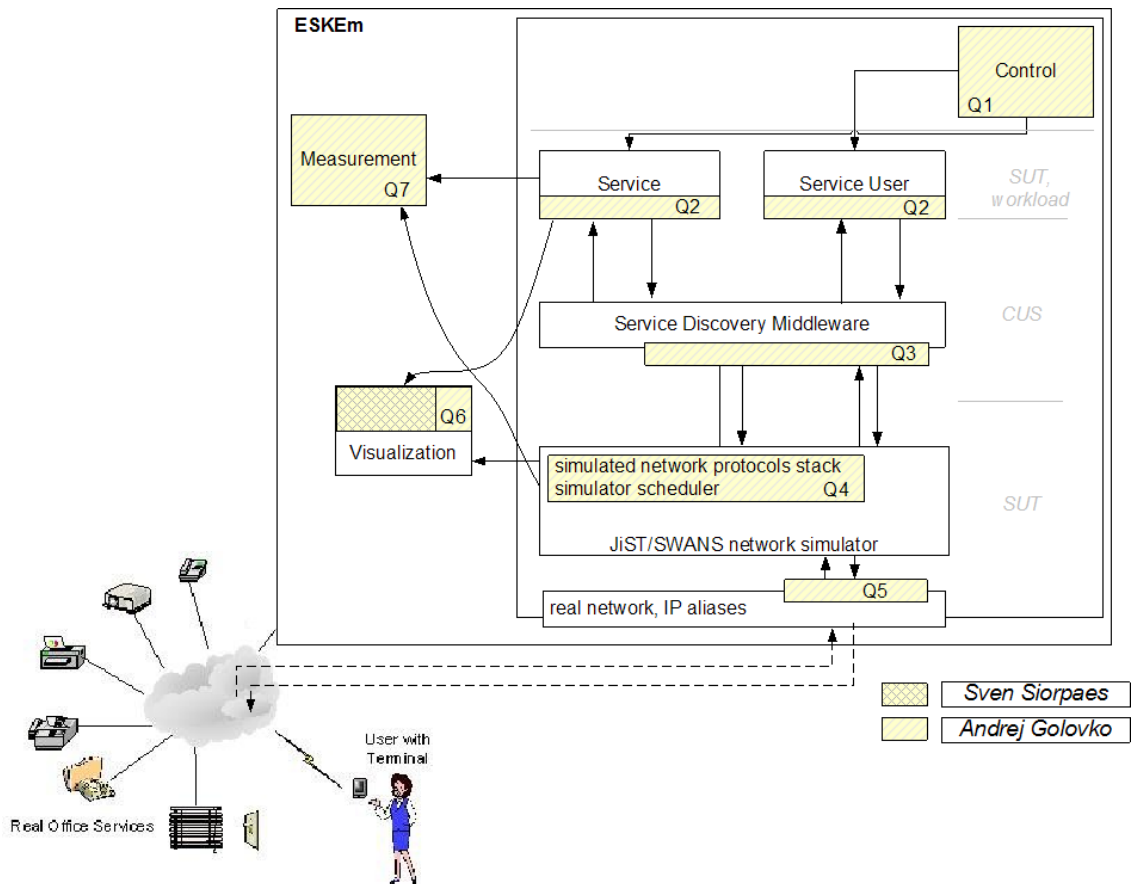 ESKEm
Control
Q1
Measurement
Q7
Service
Q2
Service User
Q2
SUT,
workload
Service Discovery Middleware
Q3
CUS
Q6
Visualization
simulated network protocols stack
simulator scheduler
Q4
JiST/SWANS network simulator
SUT
Q5
real network, IP aliases
Sven Siorpaes
Andrej Golovko
User with
Terminal
Real Office Services